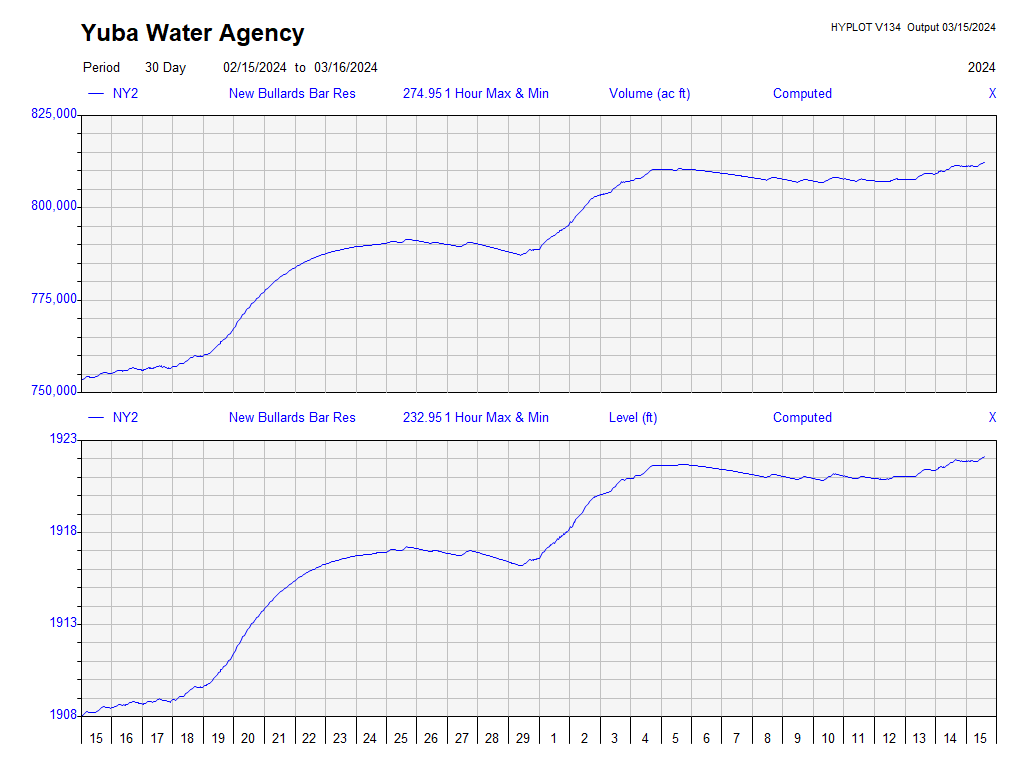 Yuba Water Agency
HYPLOT V134 Output 03/15/2024
Period 30 Day 02/15/2024 to 03/16/2024 2024
NY2 New Bullards Bar Res 274.95 1 Hour Max & Min Volume (ac ft) Computed X
825,000
800,000
775,000
750,000
NY2 New Bullards Bar Res 232.95 1 Hour Max & Min Level (ft) Computed X
1923
1918
1913
1908
15 16 17 18 19 20 21 22 23 24 25 26 27 28 29 1 2 3 4 5 6 7 8 9 10 11 12 13 14 15